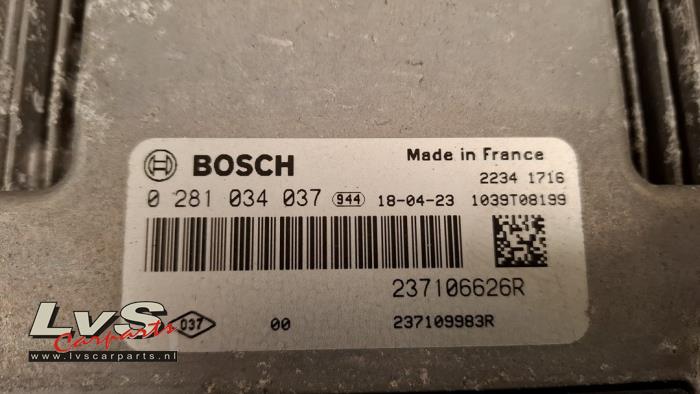 BOSCH
Made in France
2234 1716
0 281 034 037 944 18-04-23 1039T08199
237106626R
037 00 237109983R
LvS
Carparts
www.lvscarparts.nl